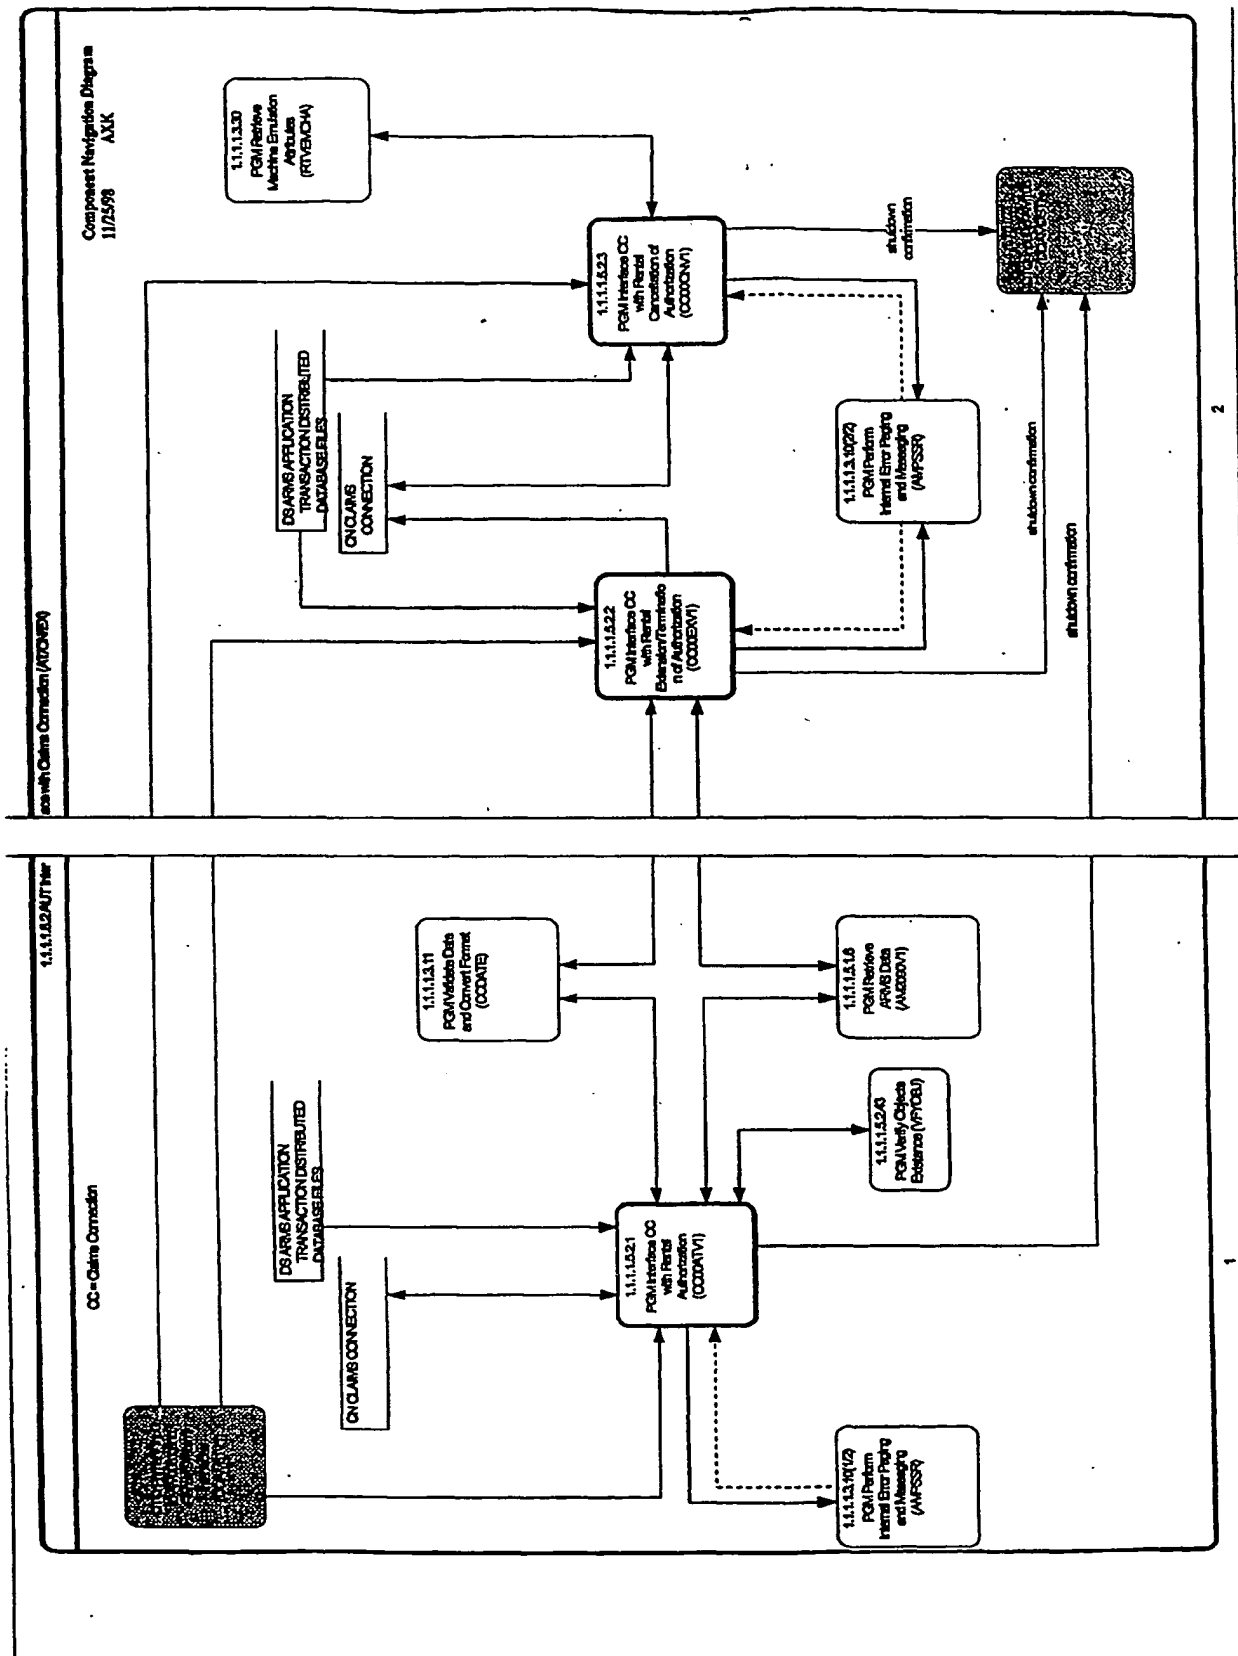 1.1.1.1.5.2 AUT Inter
CC = Claims Connection
DS ARMS APPLICATION
TRANSACTION DISTRIBUTED
DATABASE FILES
CN CLAIMS CONNECTION
1.1.1.1.3.11
PGM Validate Date
and Convert Format
(CCDATE)
1.1.1.1.5.2.1
PGM Interface CC
with Rental
Authorization
(CC00ATV1)
1.1.1.1.5.2.43
PGM Verify Objects
Existence (VFYOBJ)
1.1.1.1.5.1.6
PGM Retrieve
ARMS Data
(AM2090V1)
1.1.1.1.3.10(1/2)
PGM Perform
Internal Error Paging
and Messaging
(AMPSSR)
1
ace with Claims Connection (AT/CN/EX)
Component Navigation Diagram
11/25/98 AXK
1.1.1.1.3.30
PGM Retrieve
Machine Emulation
Attributes
(RTVEMCHA)
DS ARMS APPLICATION
TRANSACTION DISTRIBUTED
DATABASE FILES
CN CLAIMS
CONNECTION
1.1.1.1.5.2.2
PGM Interface CC
with Rental
Extension/Terminatio
n of Authorization
(CC00EXV1)
1.1.1.1.5.2.3
PGM Interface CC
with Rental
Cancellation of
Authorization
(CC00CNV1)
1.1.1.1.3.10(2/2)
PGM Perform
Internal Error Paging
and Messaging
(AMPSSR)
shutdown
confirmation
shutdown confirmation
shutdown confirmation
2